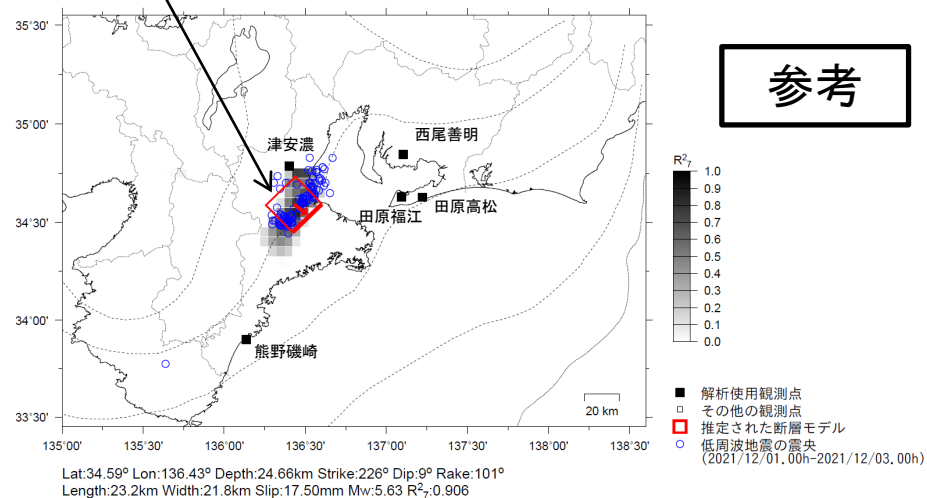 35°30'
35°00'
34°30'
34°00'
33°30'
135°00'
135°30'
136°00'
136°30'
137°00'
137°30'
138°00'
138°30'
津安濃
西尾善明
田原福江
田原高松
熊野磯崎
20 km
参考
R²₇
1.0
0.9
0.8
0.7
0.6
0.5
0.4
0.3
0.2
0.1
0.0
解析使用観測点
その他の観測点
推定された断層モデル
低周波地震の震央
(2021/12/01.00h-2021/12/03.00h)
Lat:34.59° Lon:136.43° Depth:24.66km Strike:226° Dip:9° Rake:101°
Length:23.2km Width:21.8km Slip:17.50mm Mw:5.63 R²₇:0.906